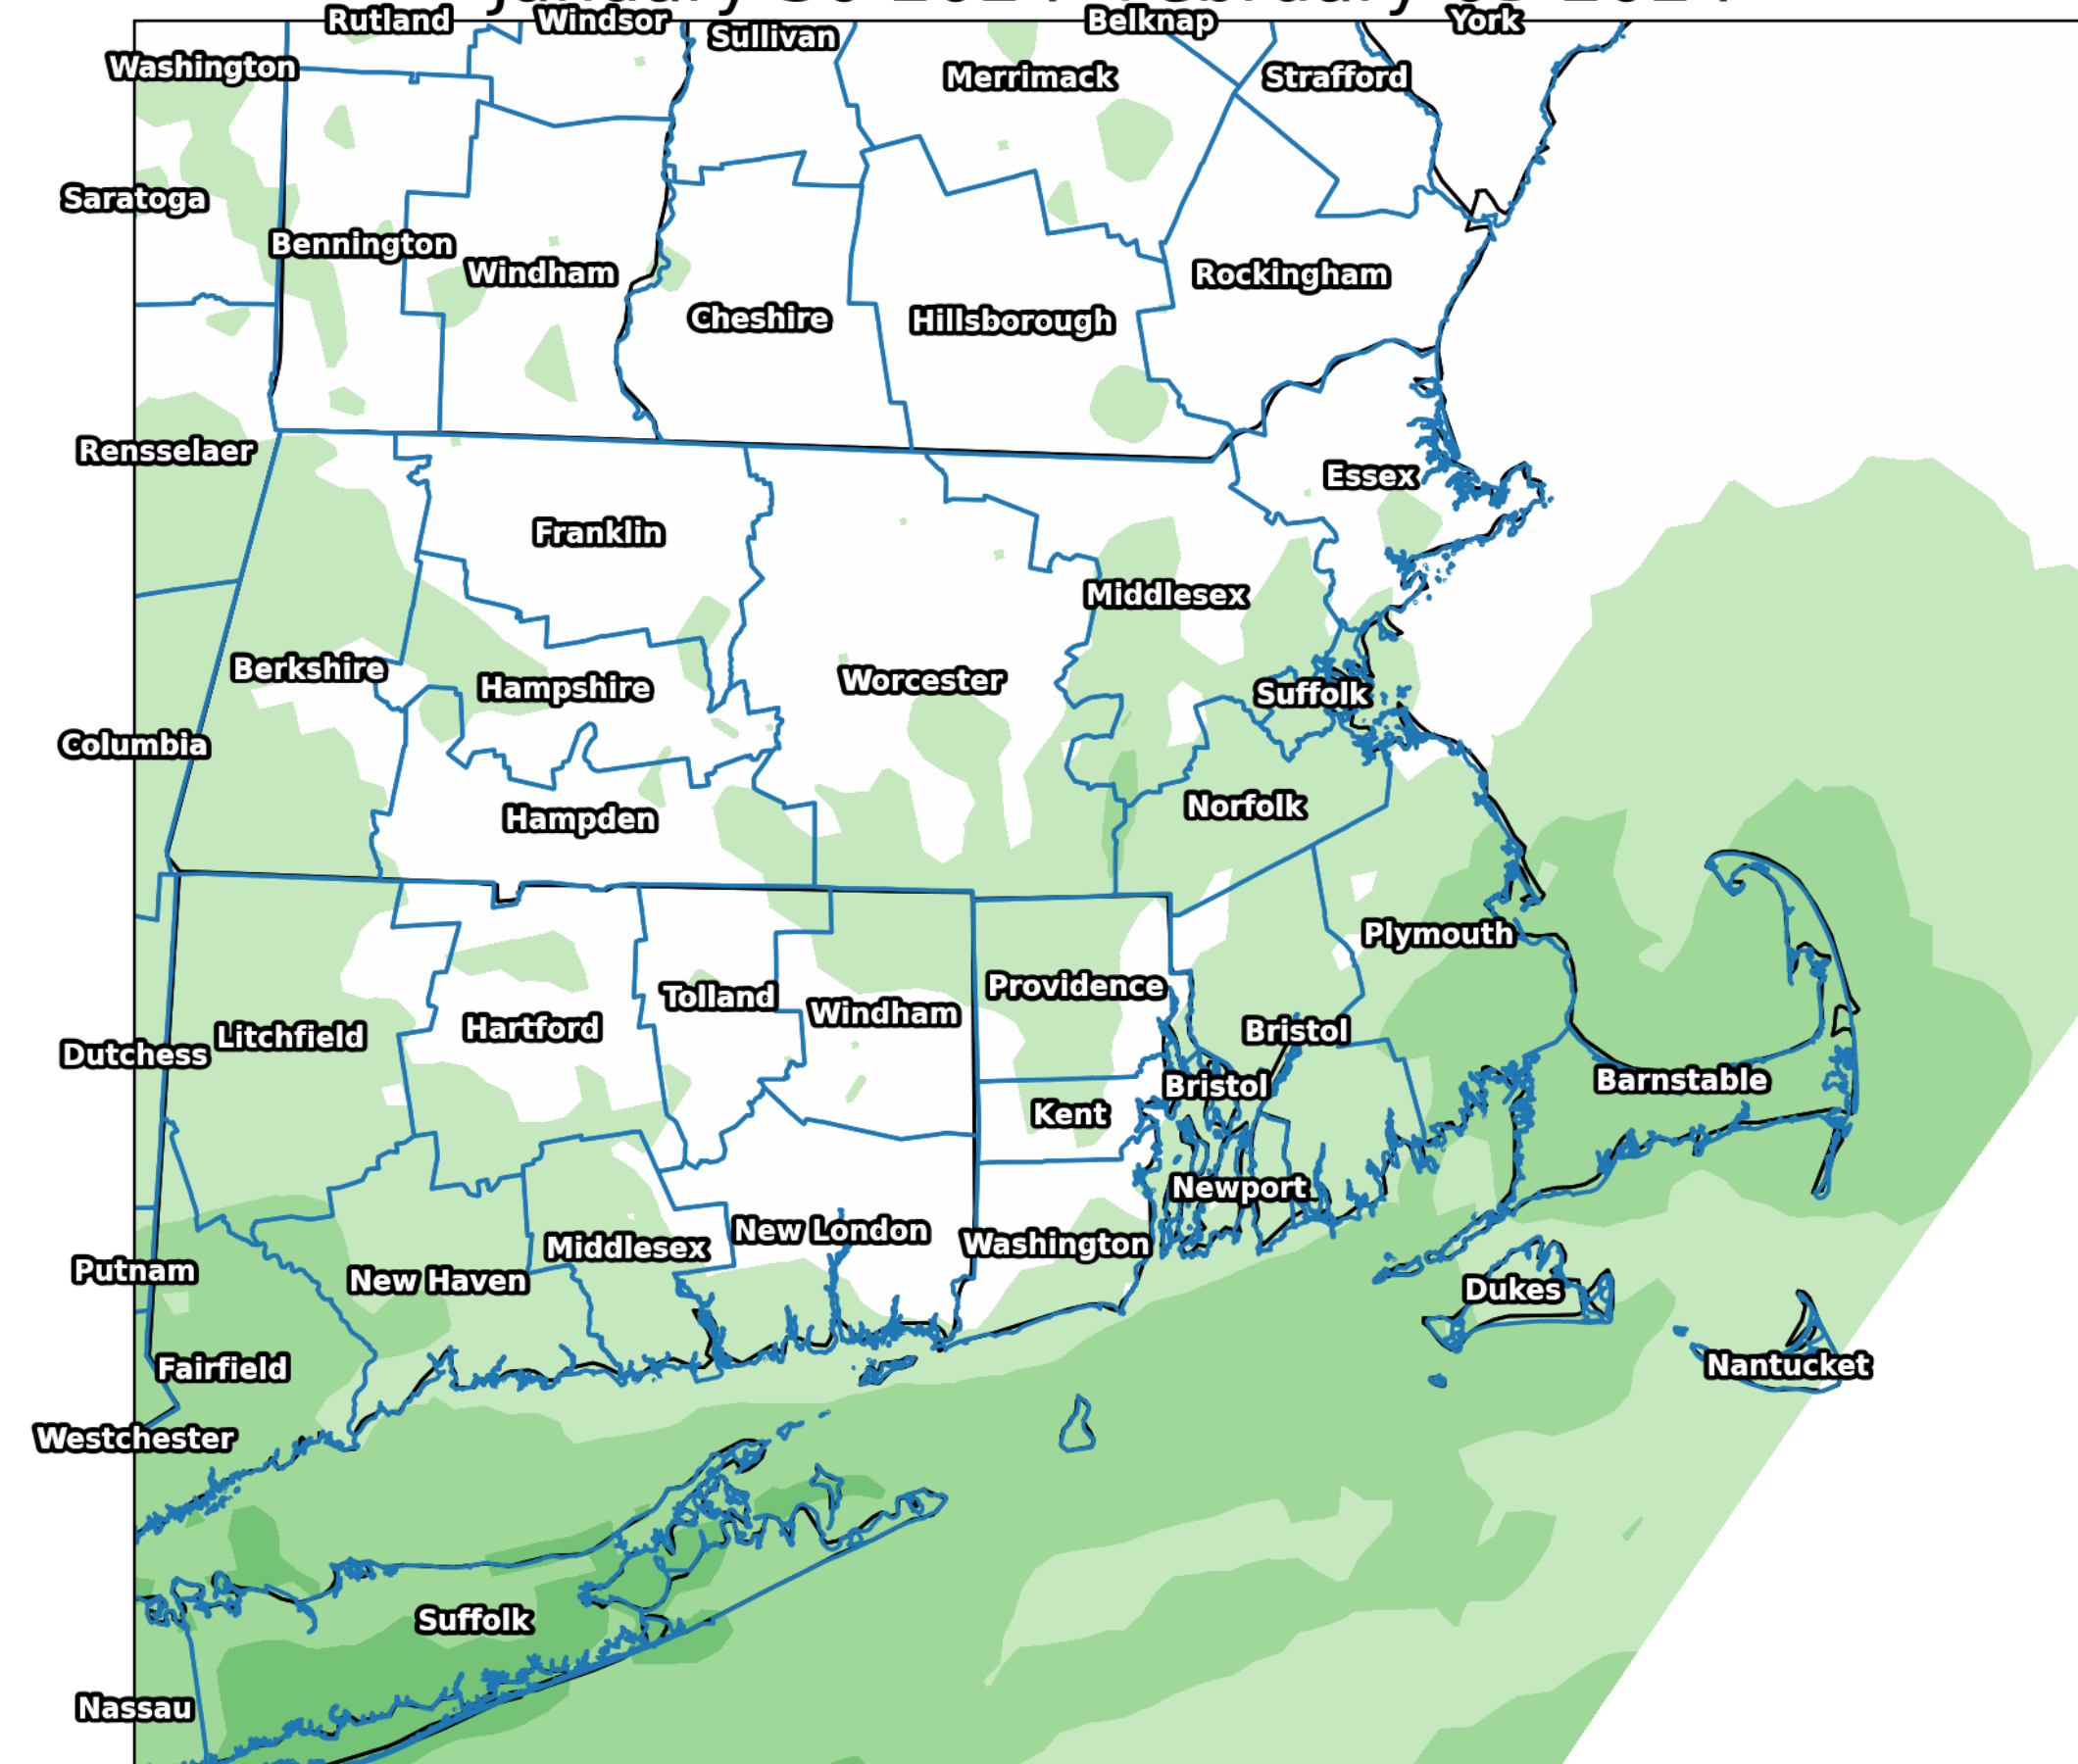 Rutland
Windsor
Sullivan
Belknap
York
Washington
Merrimack
Strafford
Saratoga
Bennington
Windham
Rockingham
Cheshire
Hillsborough
Rensselaer
Essex
Franklin
Middlesex
Berkshire
Hampshire
Worcester
Suffolk
Columbia
Hampden
Norfolk
Plymouth
Providence
Tolland
Windham
Litchfield
Hartford
Bristol
Dutchess
Bristol
Barnstable
Kent
Newport
New London
Washington
Middlesex
Putnam
New Haven
Dukes
Fairfield
Nantucket
Westchester
Suffolk
Nassau